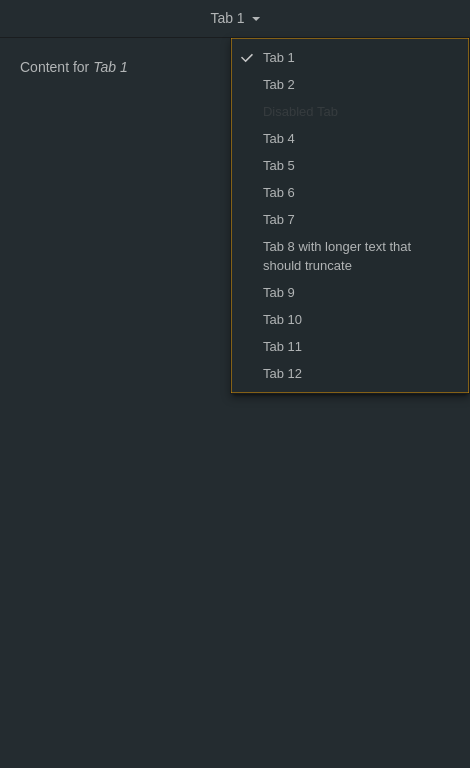 Tab 1
Content for Tab 1
Tab 1
Tab 2
Disabled Tab
Tab 4
Tab 5
Tab 6
Tab 7
Tab 8 with longer text that
should truncate
Tab 9
Tab 10
Tab 11
Tab 12